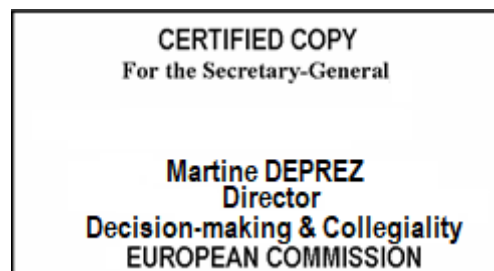 CERTIFIED COPY
For the Secretary-General
Martine DEPREZ
Director
Decision-making & Collegiality
EUROPEAN COMMISSION